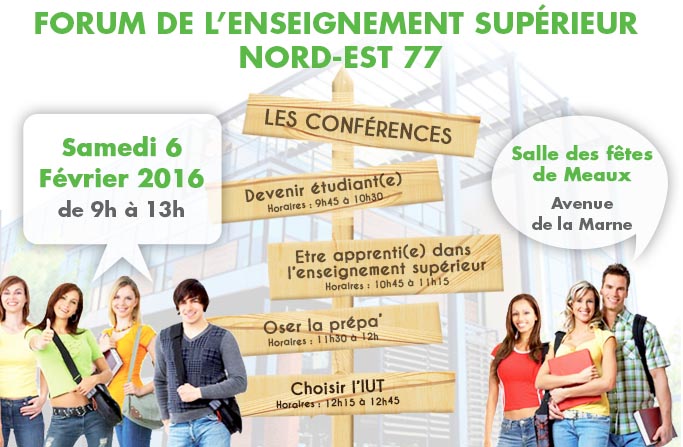 FORUM DE L'ENSEIGNEMENT SUPÉRIEUR
NORD-EST 77
Samedi 6
Février 2016
de 9h à 13h
LES CONFÉRENCES
Devenir étudiant(e)
Horaires : 9h45 à 10h30
Etre apprenti(e) dans
l'enseignement supérieur
Horaires : 10h45 à 11h15
Oser la prépa'
Horaires : 11h30 à 12h
Choisir l'IUT
Horaires : 12h15 à 12h45
Salle des fêtes
de Meaux
Avenue
de la Marne